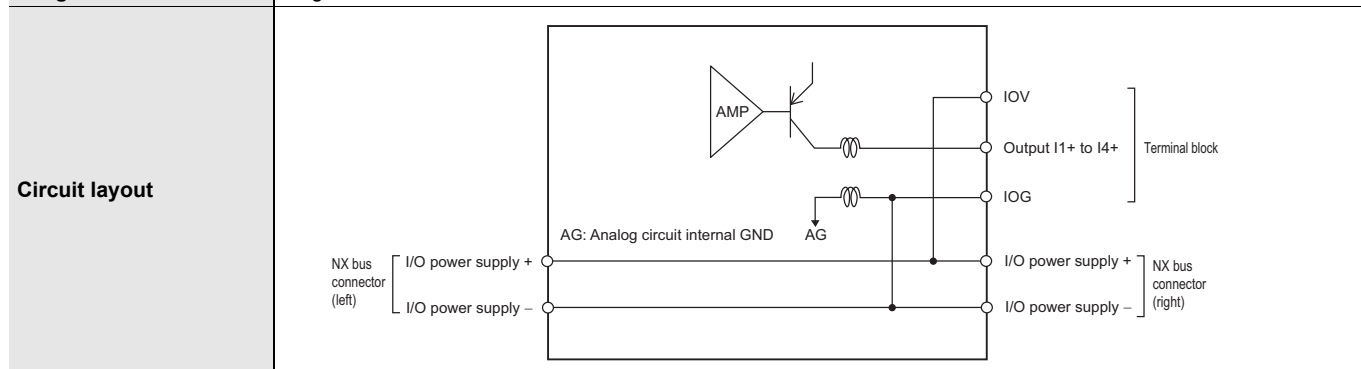 Circuit layout
AMP
IOV
Output I1+ to I4+
Terminal block
IOG
AG: Analog circuit internal GND
AG
NX bus
connector
(left)
I/O power supply +
I/O power supply –
I/O power supply +
I/O power supply –
NX bus
connector
(right)